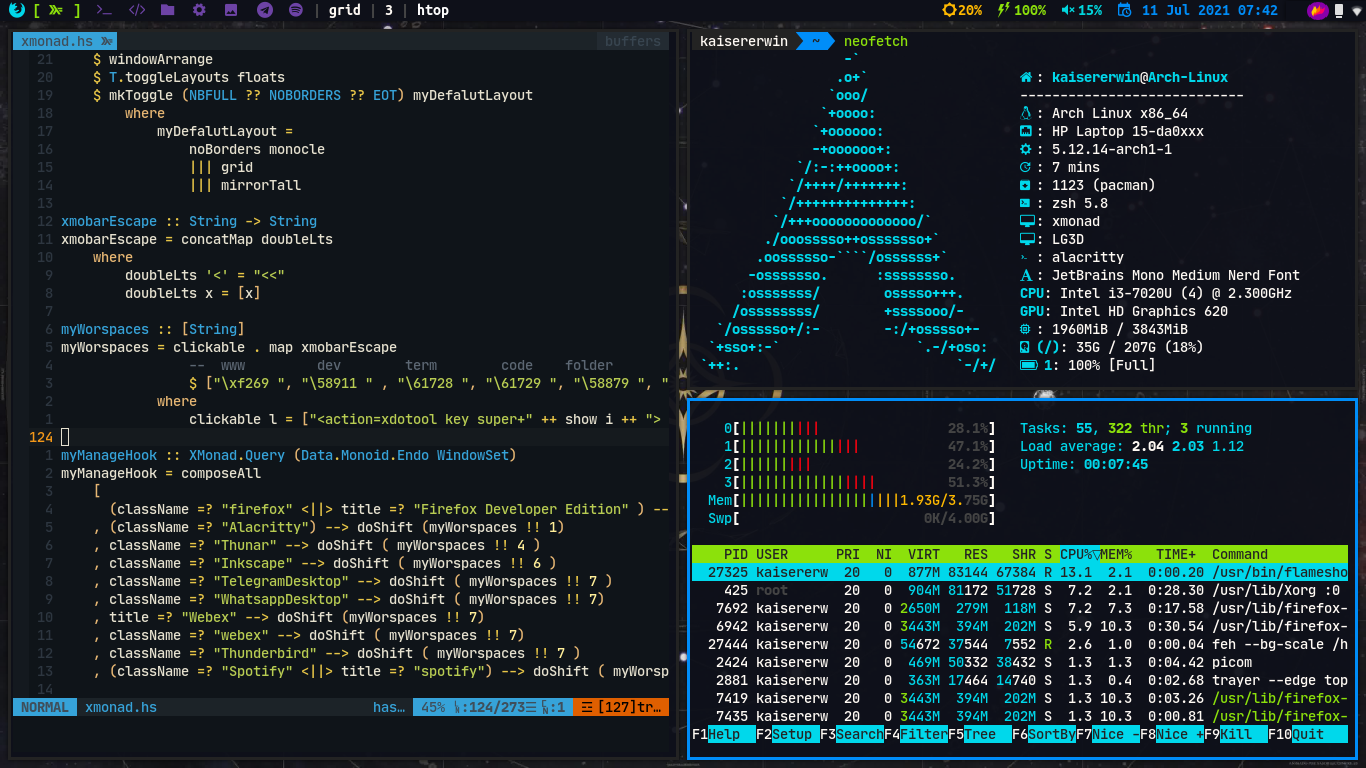 [ ] >_ </> | grid | 3 | htop 20% 100% 15% 11 Jul 2021 07:42
xmonad.hs buffers
21 $ windowArrange
20 $ T.toggleLayouts floats
19 $ mkToggle (NBFULL ?? NOBORDERS ?? EOT) myDefalutLayout
18 where
17 myDefalutLayout =
16 noBorders monocle
15 ||| grid
14 ||| mirrorTall
13
12 xmobarEscape :: String -> String
11 xmobarEscape = concatMap doubleLts
10 where
9 doubleLts '<' = "<<"
8 doubleLts x = [x]
7
6 myWorspaces :: [String]
5 myWorspaces = clickable . map xmobarEscape
4 -- www dev term code folder
3 $ ["\xf269 ", "\58911 " , "\61728 ", "\61729 ", "\58879 ", "
2 where
1 clickable l = ["<action=xdotool key super+" ++ show i ++ ">
124
1 myManageHook :: XMonad.Query (Data.Monoid.Endo WindowSet)
2 myManageHook = composeAll
3 [
4 (className =? "firefox" <||> title =? "Firefox Developer Edition" ) --
5 , (className =? "Alacritty") --> doShift (myWorspaces !! 1)
6 , className =? "Thunar" --> doShift ( myWorspaces !! 4 )
7 , className =? "Inkscape" --> doShift ( myWorspaces !! 6 )
8 , className =? "TelegramDesktop" --> doShift ( myWorspaces !! 7 )
9 , className =? "WhatsappDesktop" --> doShift ( myWorspaces !! 7)
10 , title =? "Webex" --> doShift (myWorspaces !! 7)
11 , className =? "webex" --> doShift ( myWorspaces !! 7)
12 , className =? "Thunderbird" --> doShift ( myWorspaces !! 7 )
13 , (className =? "Spotify" <||> title =? "spotify") --> doShift ( myWorsp
14
NORMAL xmonad.hs has… 45% :124/273 :1 [127]tr…
kaisererwin ~ neofetch
-`
.o+`
`ooo/
`+oooo:
`+oooooo:
-+oooooo+:
`/:-:++oooo+:
`/++++/+++++++:
`/++++++++++++++:
`/+++ooooooooooooo/`
./ooosssso++osssssso+`
.oossssso-````/ossssss+`
-osssssso. :ssssssso.
:osssssss/ osssso+++.
/ossssssss/ +ssssooo/-
`/ossssso+/:- -:/+osssso+-
`+sso+:-` `.-/+oso:
`++:. `-/+/
kaisererwin@Arch-Linux
---------------------------
: Arch Linux x86_64
: HP Laptop 15-da0xxx
: 5.12.14-arch1-1
: 7 mins
: 1123 (pacman)
: zsh 5.8
: xmonad
: LG3D
: alacritty
: JetBrains Mono Medium Nerd Font
CPU: Intel i3-7020U (4) @ 2.300GHz
GPU: Intel HD Graphics 620
: 1960MiB / 3843MiB
(/): 35G / 207G (18%)
1: 100% [Full]
0[|||||||||| 28.1%] Tasks: 55, 322 thr; 3 running
1[||||||||||||||| 47.1%] Load average: 2.04 2.03 1.12
2[||||||||| 24.2%] Uptime: 00:07:45
3[||||||||||||||||| 51.3%]
Mem[||||||||||||||||||||1.93G/3.75G]
Swp[ 0K/4.00G]
PID USER PRI NI VIRT RES SHR S CPU%▽MEM% TIME+ Command
27325 kaisererw 20 0 877M 83144 67384 R 13.1 2.1 0:00.20 /usr/bin/flamesho
425 root 20 0 904M 81172 51728 S 7.2 2.1 0:28.30 /usr/lib/Xorg :0
7692 kaisererw 20 0 2650M 279M 118M S 7.2 7.3 0:17.58 /usr/lib/firefox-
6942 kaisererw 20 0 3443M 394M 202M S 5.9 10.3 0:30.54 /usr/lib/firefox-
27444 kaisererw 20 0 54672 37544 7552 R 2.6 1.0 0:00.04 feh --bg-scale /h
2424 kaisererw 20 0 469M 50332 38432 S 1.3 1.3 0:04.42 picom
2881 kaisererw 20 0 363M 17464 14740 S 1.3 0.4 0:02.68 trayer --edge top
7419 kaisererw 20 0 3443M 394M 202M S 1.3 10.3 0:03.26 /usr/lib/firefox-
7435 kaisererw 20 0 3443M 394M 202M S 1.3 10.3 0:00.81 /usr/lib/firefox-
F1Help F2Setup F3SearchF4FilterF5Tree F6SortByF7Nice -F8Nice +F9Kill F10Quit